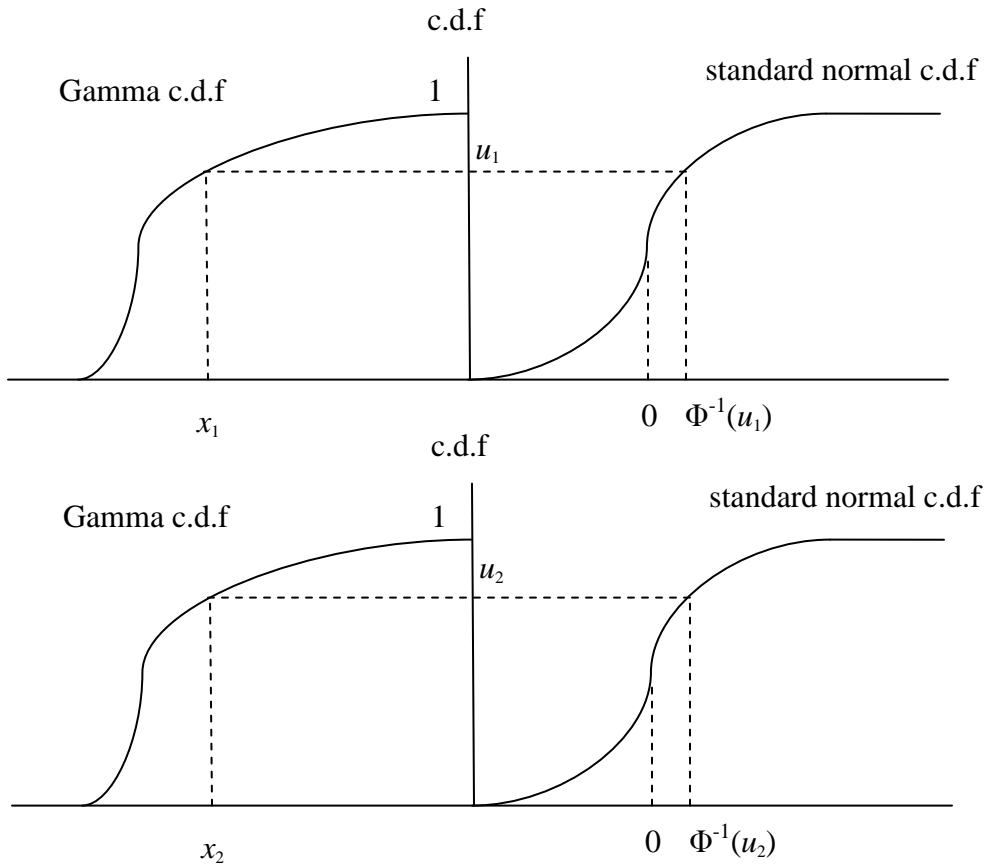 c.d.f
standard normal c.d.f
Gamma c.d.f
1
u₁
x₁
0
Φ⁻¹(u₁)
c.d.f
standard normal c.d.f
Gamma c.d.f
1
u₂
x₂
0
Φ⁻¹(u₂)